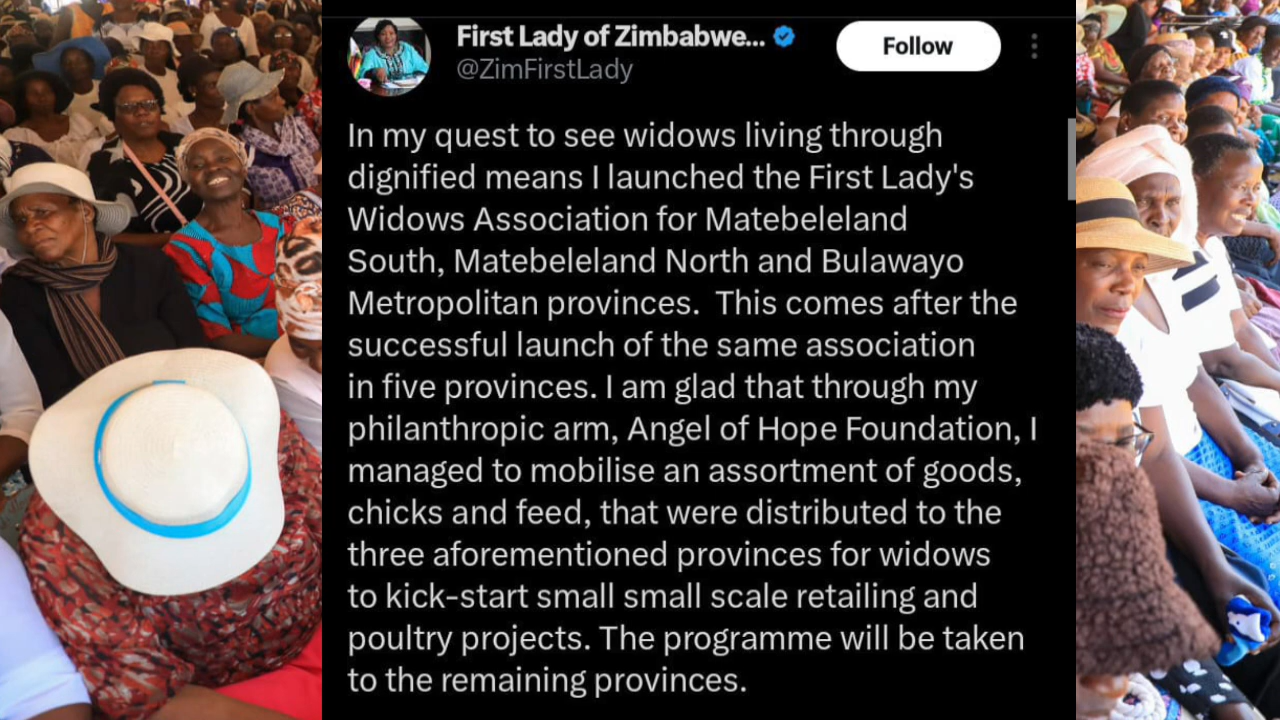 First Lady of Zimbabwe...
@ZimFirstLady
Follow
In my quest to see widows living through
dignified means I launched the First Lady's
Widows Association for Matebeleland
South, Matebeleland North and Bulawayo
Metropolitan provinces.  This comes after the
successful launch of the same association
in five provinces. I am glad that through my
philanthropic arm, Angel of Hope Foundation, I
managed to mobilise an assortment of goods,
chicks and feed, that were distributed to the
three aforementioned provinces for widows
to kick-start small small scale retailing and
poultry projects. The programme will be taken
to the remaining provinces.